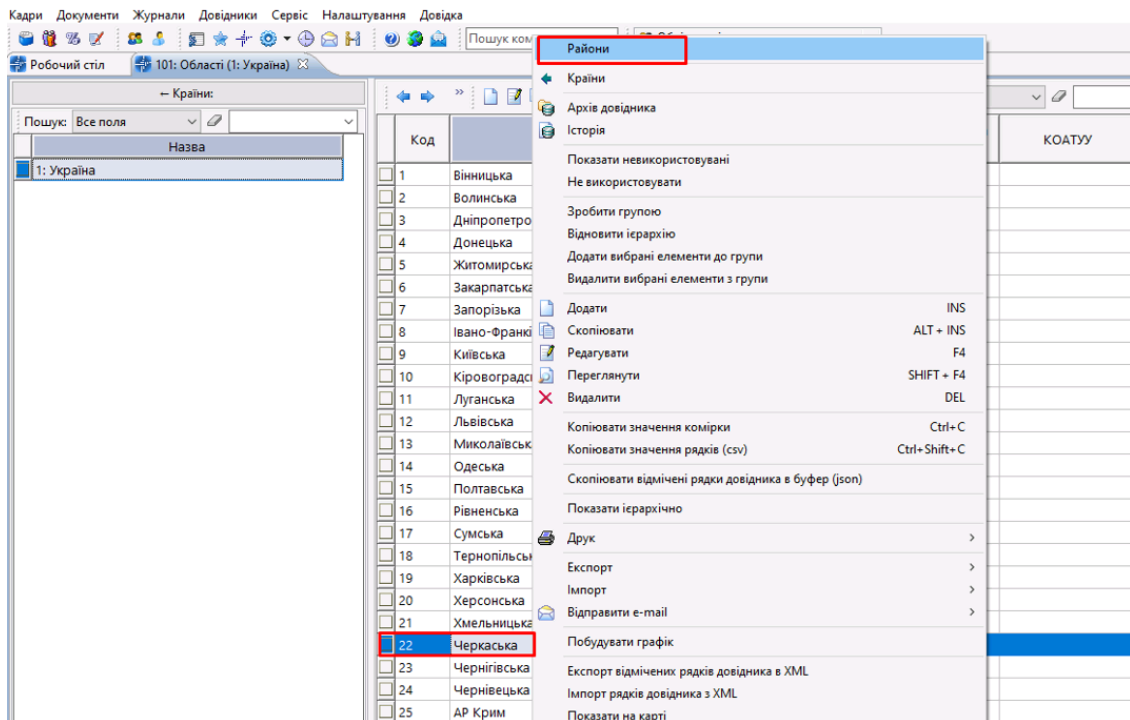 Кадри Документи Журнали Довідники Сервіс Налаштування Довідка
Пошук ком
Робочий стіл 101: Області (1: Україна)
← Країни:
Пошук: Все поля
Назва
1: Україна
Код КОАТУУ
1 Вінницька
2 Волинська
3 Дніпропетро
4 Донецька
5 Житомирська
6 Закарпатська
7 Запорізька
8 Івано-Франкі
9 Київська
10 Кіровоградс
11 Луганська
12 Львівська
13 Миколаївськ
14 Одеська
15 Полтавська
16 Рівненська
17 Сумська
18 Тернопільсь
19 Харківська
20 Херсонська
21 Хмельницька
22 Черкаська
23 Чернігівська
24 Чернівецька
25 АР Крим
Райони
Країни
Архів довідника
Історія
Показати невикористовувані
Не використовувати
Зробити групою
Відновити ієрархію
Додати вибрані елементи до групи
Видалити вибрані елементи з групи
Додати INS
Скопіювати ALT + INS
Редагувати F4
Переглянути SHIFT + F4
Видалити DEL
Копіювати значення комірки Ctrl+C
Копіювати значення рядків (csv) Ctrl+Shift+C
Скопіювати відмічені рядки довідника в буфер (json)
Показати ієрархічно
Друк
Експорт
Імпорт
Відправити e-mail
Побудувати графік
Експорт відмічених рядків довідника в XML
Імпорт рядків довідника з XML
Показати на карті